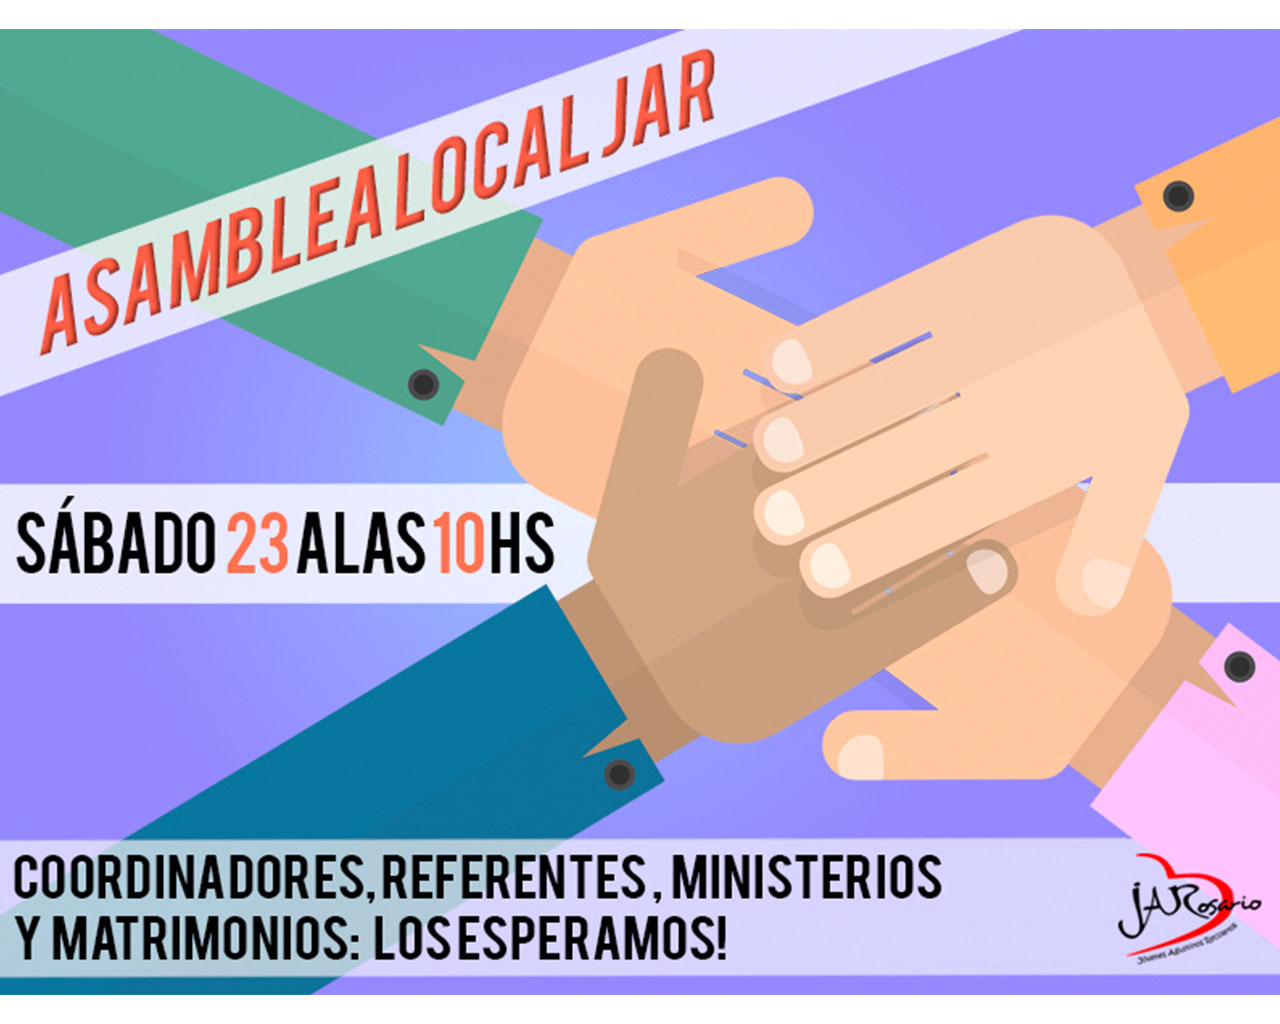 ASAMBLEA LOCAL JAR
SÁBADO 23 A LAS 10HS
COORDINADORES, REFERENTES, MINISTERIOS
Y MATRIMONIOS: LOS ESPERAMOS!
JARosario